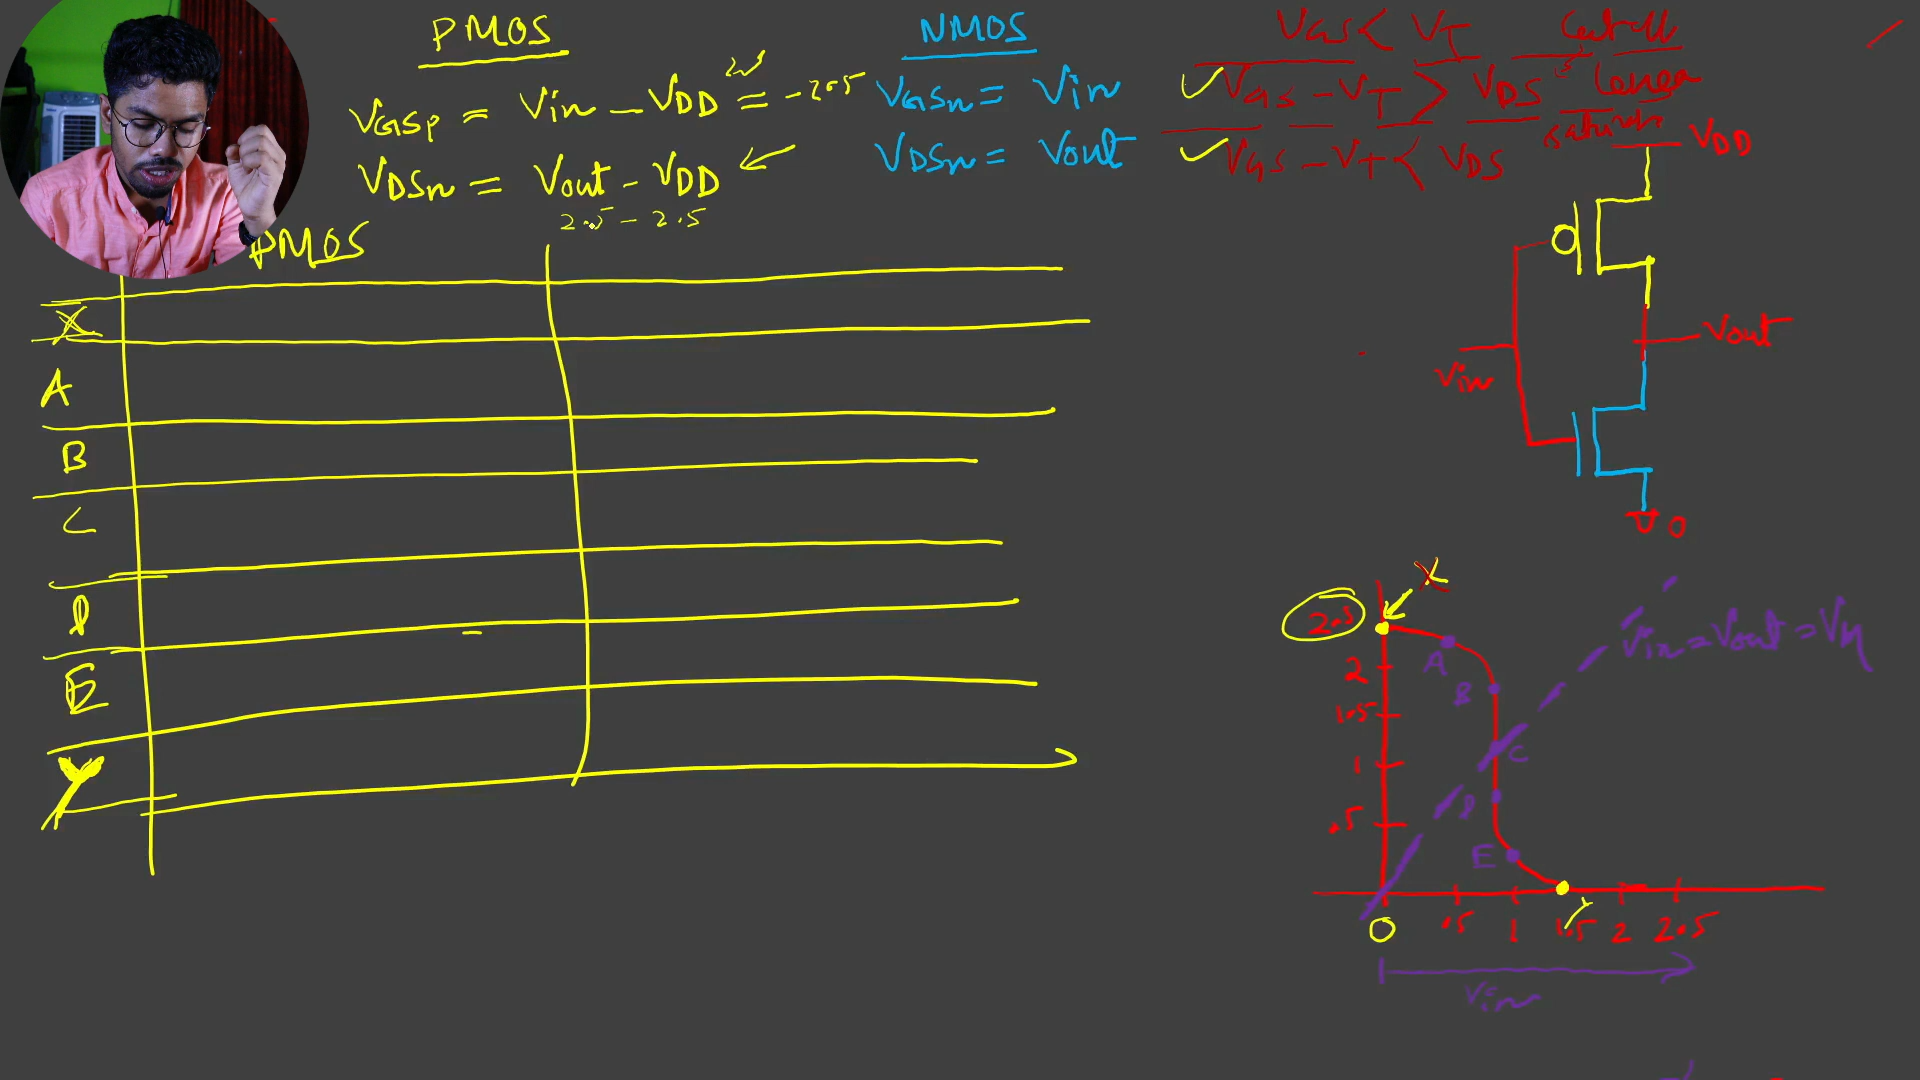 PMOS
VGSp = Vin - VDD = -2.5
VDSn = Vout - VDD
2.5 - 2.5
NMOS
VGSn = Vin
VDSn = Vout
VGS < VT cutoff
VGS - VT > VDS linear
VGS - VT < VDS
PMOS
X
A
B
C
D
E
Y
VDD
Vout
Vin
0
X
2.5
2
1.5
1
.5
A
B
C
D
E
Vin = Vout = VM
0 .5 1 1.5 2 2.5
Y
Vin